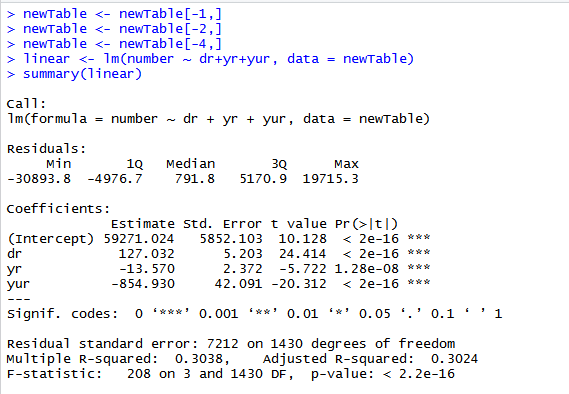 > newTable <- newTable[-1,]
> newTable <- newTable[-2,]
> newTable <- newTable[-4,]
> linear <- lm(number ~ dr+yr+yur, data = newTable)
> summary(linear)
Call:
lm(formula = number ~ dr + yr + yur, data = newTable)
Residuals:
Min 1Q Median 3Q Max
-30893.8 -4976.7 791.8 5170.9 19715.3
Coefficients:
Estimate Std. Error t value Pr(>|t|)
(Intercept) 59271.024 5852.103 10.128 < 2e-16 ***
dr 127.032 5.203 24.414 < 2e-16 ***
yr -13.570 2.372 -5.722 1.28e-08 ***
yur -854.930 42.091 -20.312 < 2e-16 ***
---
Signif. codes: 0 ‘***’ 0.001 ‘**’ 0.01 ‘*’ 0.05 ‘.’ 0.1 ‘ ’ 1
Residual standard error: 7212 on 1430 degrees of freedom
Multiple R-squared: 0.3038, Adjusted R-squared: 0.3024
F-statistic: 208 on 3 and 1430 DF, p-value: < 2.2e-16